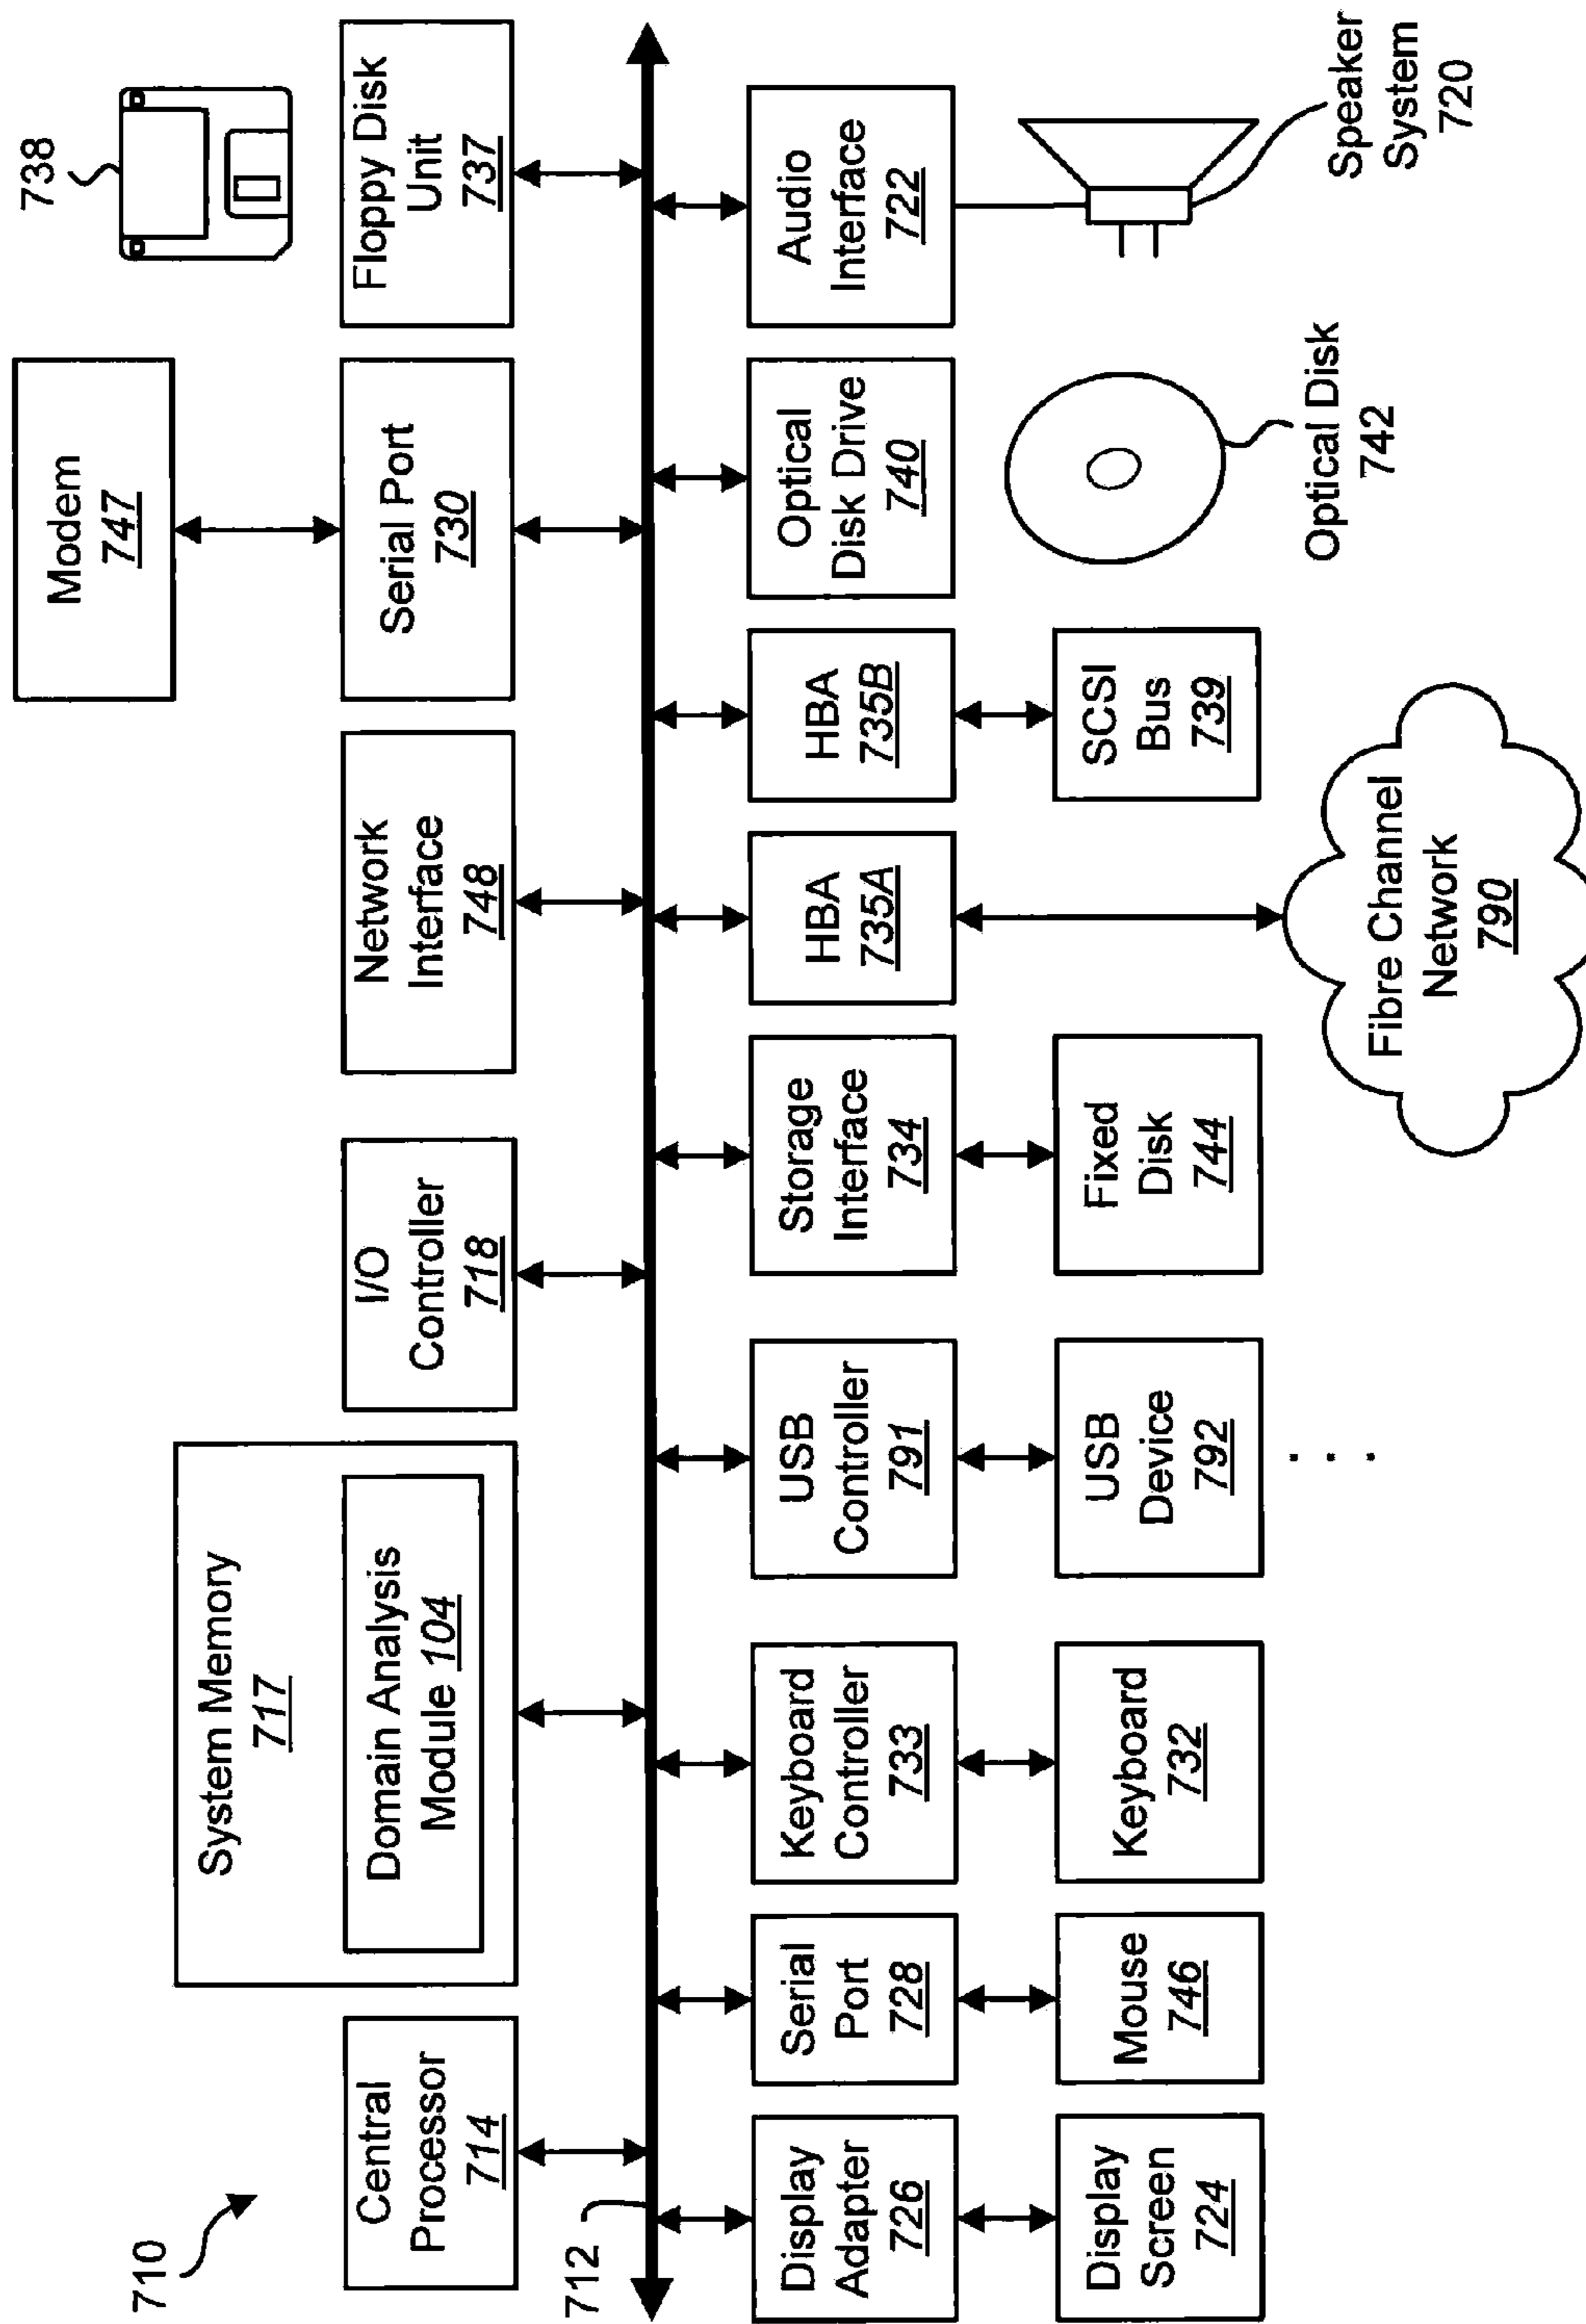 710
Central
Processor
714
System Memory
717
Domain Analysis
Module 104
I/O
Controller
718
Network
Interface
748
Modem
747
Serial Port
730
738
Floppy Disk
Unit
737
712
Display
Adapter
726
Serial
Port
728
Keyboard
Controller
733
USB
Controller
791
Storage
Interface
734
HBA
735A
HBA
735B
Optical
Disk Drive
740
Audio
Interface
722
Display
Screen
724
Mouse
746
Keyboard
732
USB
Device
792
. . .
Fixed
Disk
744
Fibre Channel
Network
790
SCSI
Bus
739
Optical Disk
742
Speaker
System
720